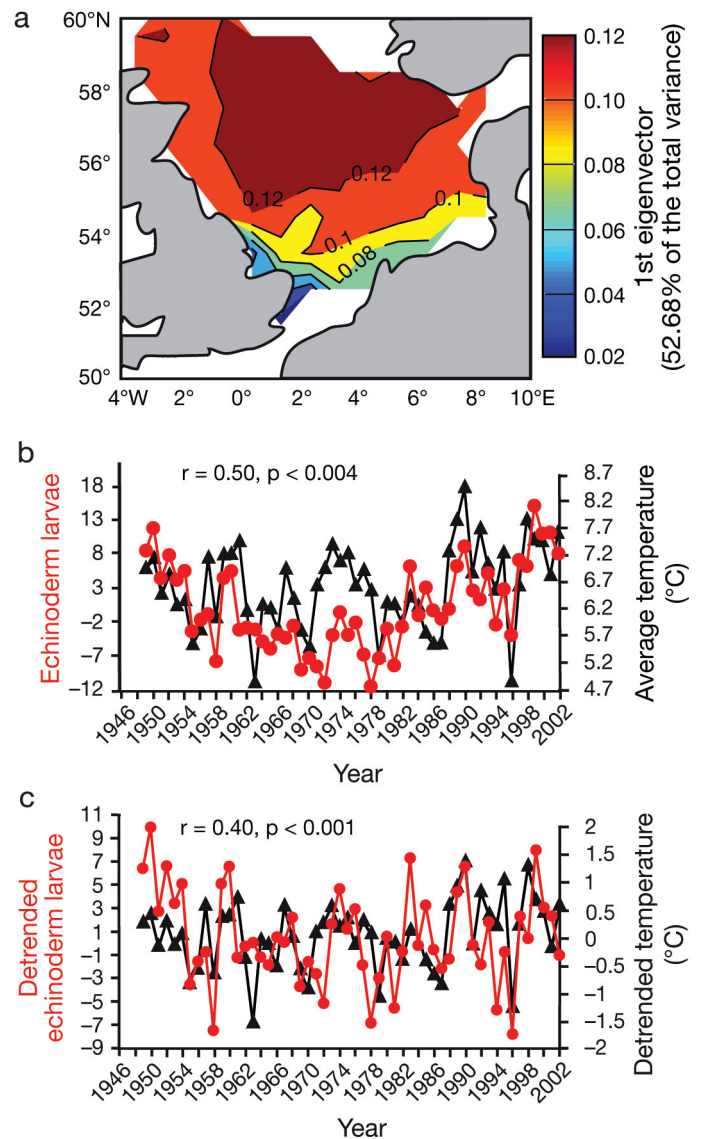 a
60°N
58°
56°
54°
52°
50°
4°W 2° 0° 2° 4° 6° 8° 10°E
0.12
0.12
0.1
0.1
0.08
0.12
0.10
0.08
0.06
0.04
0.02
1st eigenvector
(52.68% of the total variance)
b
r = 0.50, p < 0.004
Echinoderm larvae
18
13
8
3
–2
–7
–12
8.7
8.2
7.7
7.2
6.7
6.2
5.7
5.2
4.7
Average temperature
(°C)
1946 1950 1954 1958 1962 1966 1970 1974 1978 1982 1986 1990 1994 1998 2002
Year
c
r = 0.40, p < 0.001
Detrended
echinoderm larvae
11
9
7
5
3
1
–1
–3
–5
–7
–9
2
1.5
1
0.5
0
–0.5
–1
–1.5
–2
Detrended temperature
(°C)
1946 1950 1954 1958 1962 1966 1970 1974 1978 1982 1986 1990 1994 1998 2002
Year